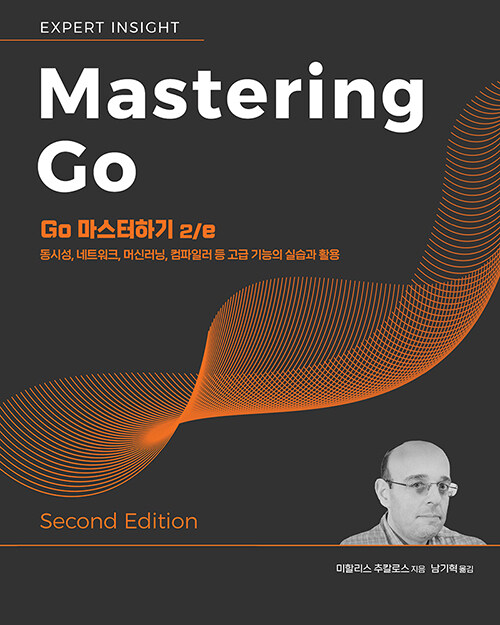 EXPERT INSIGHT
Mastering
Go
Go 마스터하기 2/e
동시성, 네트워크, 머신러닝, 컴파일러 등 고급 기능의 실습과 활용
Second Edition
미할리스 추칼로스 지음 남기혁 옮김